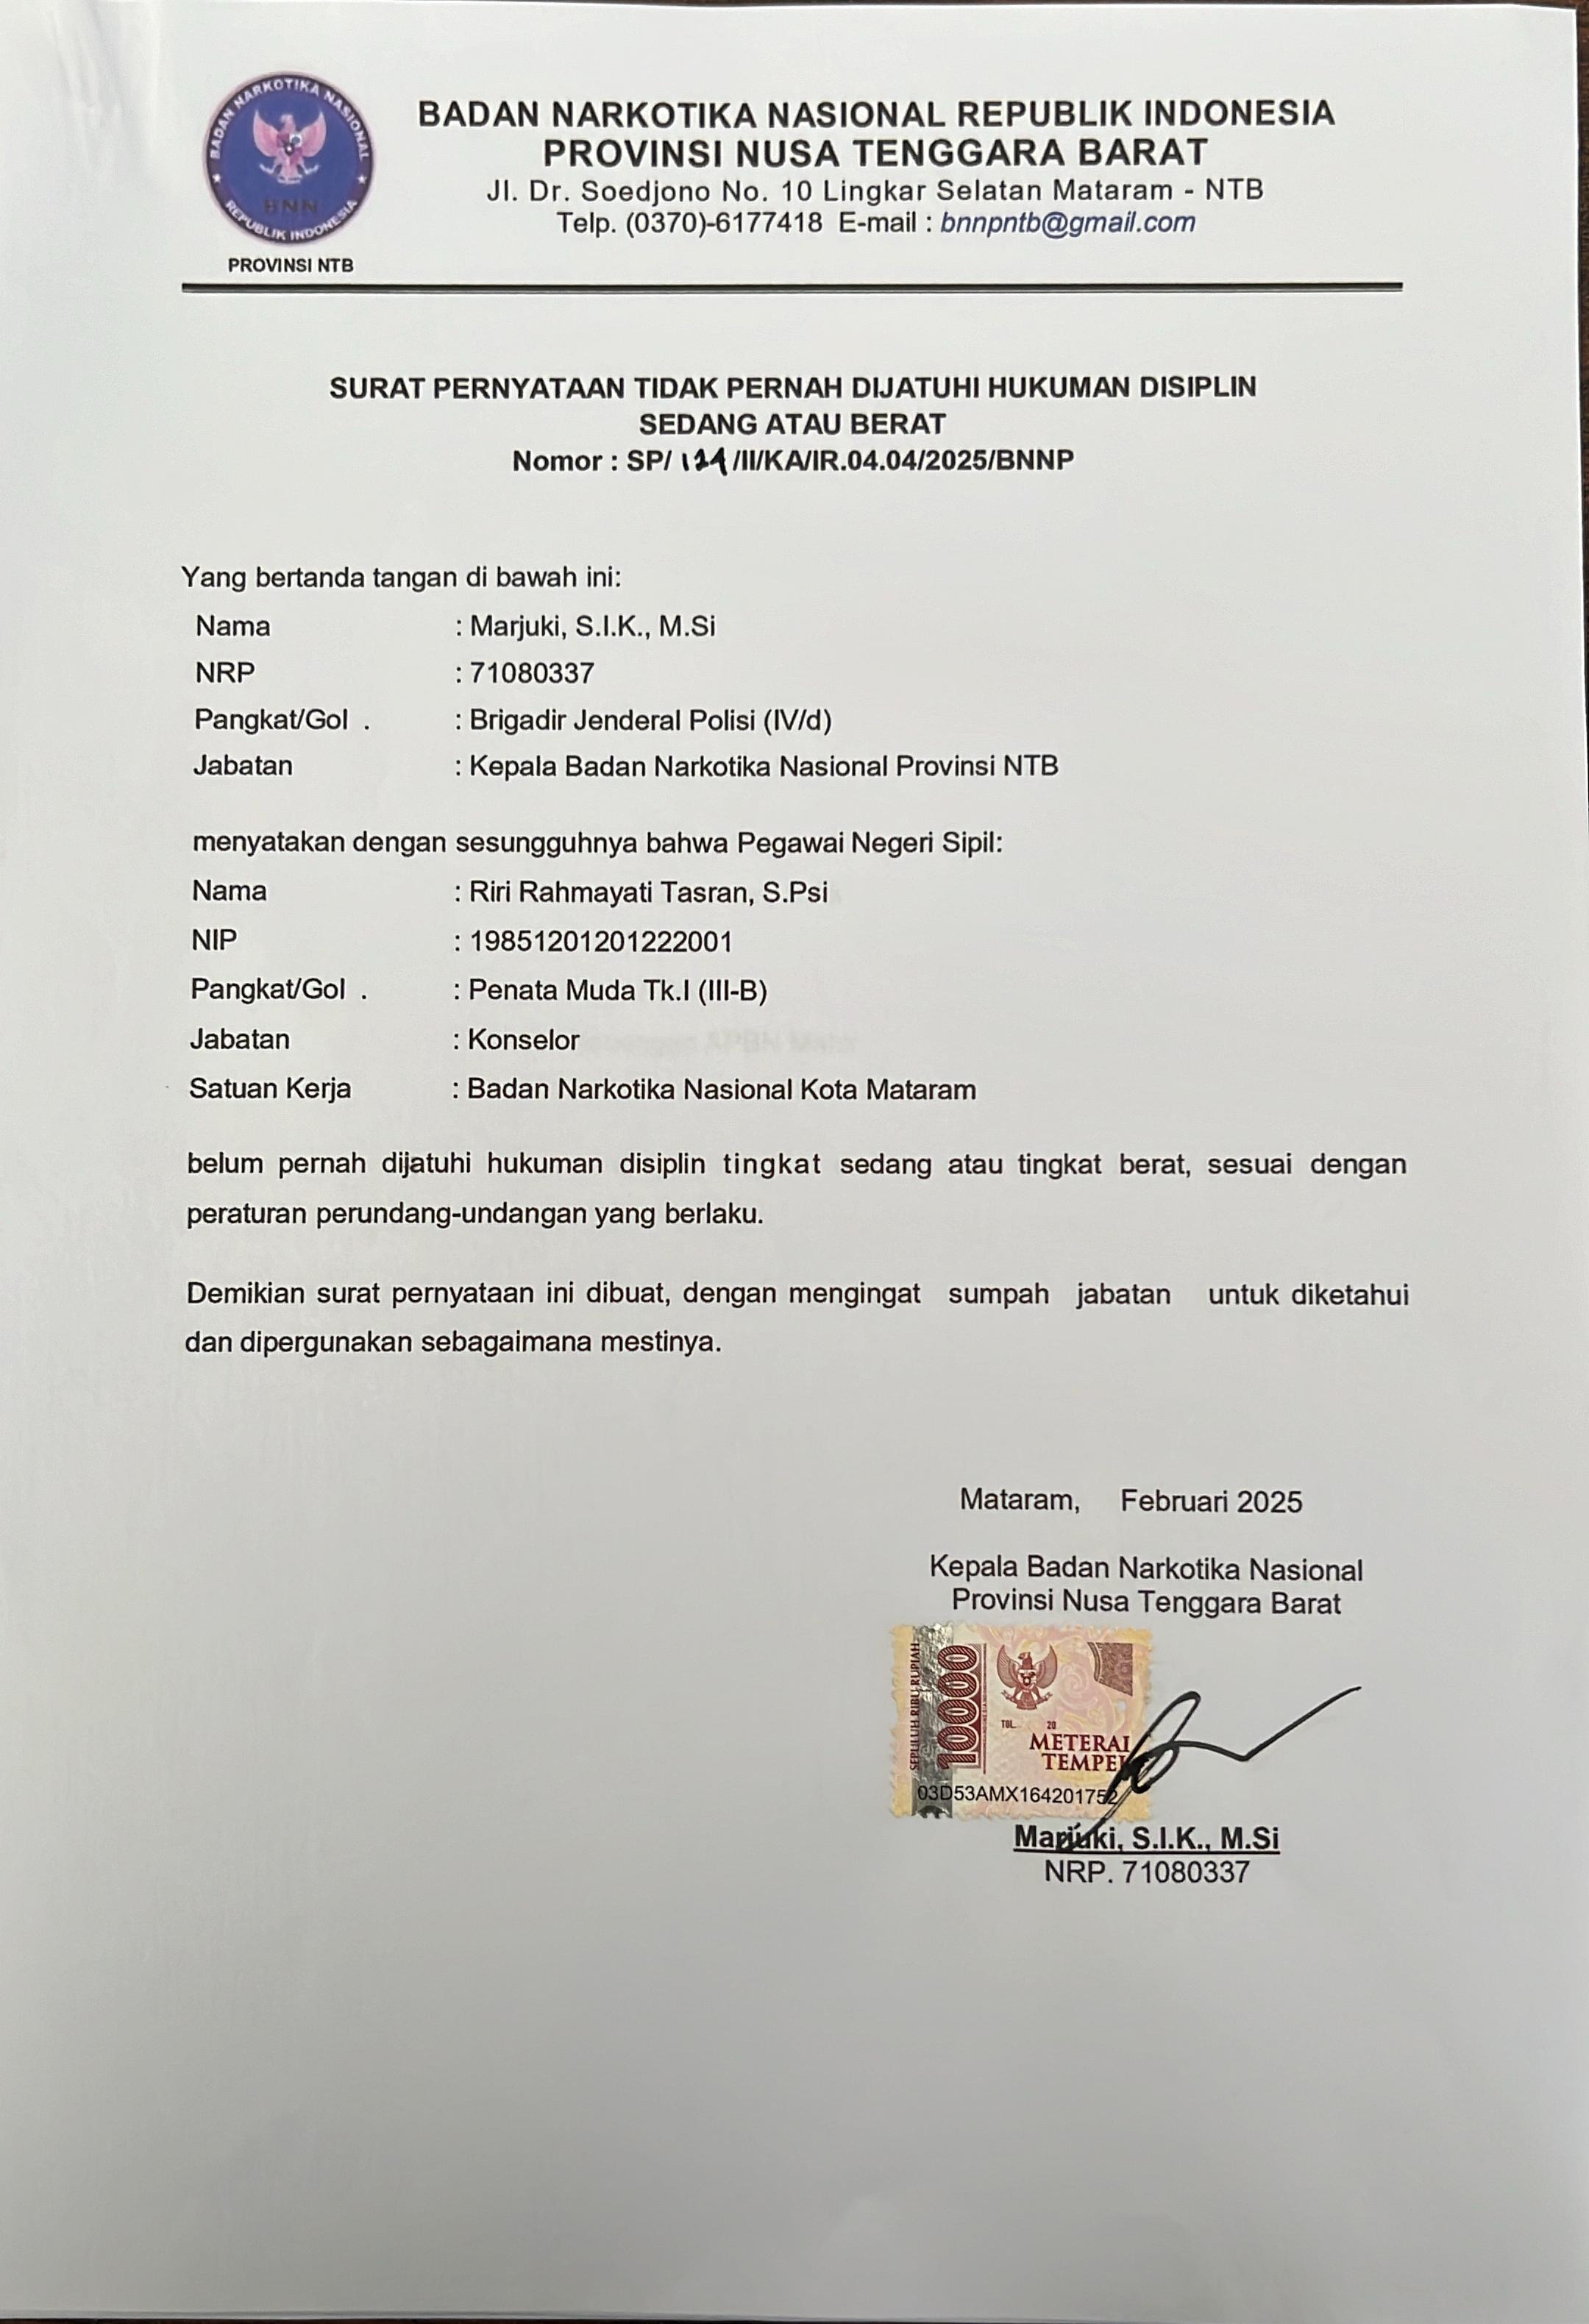 BADAN NARKOTIKA NASIONAL
BNN
REPUBLIK INDONESIA
PROVINSI NTB
BADAN NARKOTIKA NASIONAL REPUBLIK INDONESIA
PROVINSI NUSA TENGGARA BARAT
Jl. Dr. Soedjono No. 10 Lingkar Selatan Mataram - NTB
Telp. (0370)-6177418 E-mail : bnnpntb@gmail.com
SURAT PERNYATAAN TIDAK PERNAH DIJATUHI HUKUMAN DISIPLIN
SEDANG ATAU BERAT
Nomor : SP/ /II/KA/IR.04.04/2025/BNNP
Yang bertanda tangan di bawah ini:
Nama : Marjuki, S.I.K., M.Si
NRP : 71080337
Pangkat/Gol . : Brigadir Jenderal Polisi (IV/d)
Jabatan : Kepala Badan Narkotika Nasional Provinsi NTB
menyatakan dengan sesungguhnya bahwa Pegawai Negeri Sipil:
Nama : Riri Rahmayati Tasran, S.Psi
NIP : 19851201201222001
Pangkat/Gol . : Penata Muda Tk.I (III-B)
Jabatan : Konselor
Satuan Kerja : Badan Narkotika Nasional Kota Mataram
belum pernah dijatuhi hukuman disiplin tingkat sedang atau tingkat berat, sesuai dengan
peraturan perundang-undangan yang berlaku.
Demikian surat pernyataan ini dibuat, dengan mengingat sumpah jabatan untuk diketahui
dan dipergunakan sebagaimana mestinya.
Mataram, Februari 2025
Kepala Badan Narkotika Nasional
Provinsi Nusa Tenggara Barat
SEPULUH RIBU RUPIAH
10000
TGL. 20
METERAI
TEMPEL
03D53AMX164201752
Marjuki, S.I.K., M.Si
NRP. 71080337